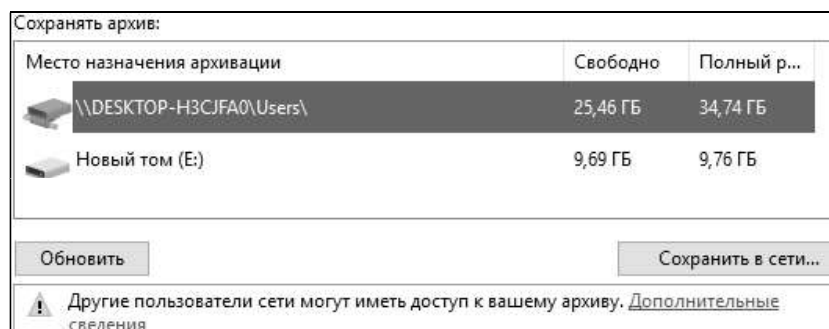 Сохранять архив:
Место назначения архивации Свободно Полный р...
\\DESKTOP-H3CJFA0\Users\ 25,46 ГБ 34,74 ГБ
Новый том (E:) 9,69 ГБ 9,76 ГБ
Обновить Сохранить в сети...
Другие пользователи сети могут иметь доступ к вашему архиву. Дополнительные
сведения